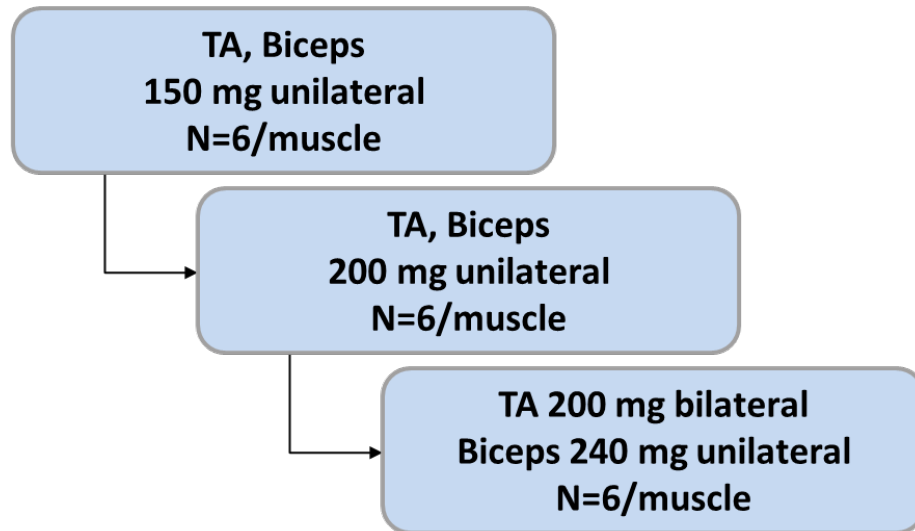 TA, Biceps
150 mg unilateral
N=6/muscle
TA, Biceps
200 mg unilateral
N=6/muscle
TA 200 mg bilateral
Biceps 240 mg unilateral
N=6/muscle